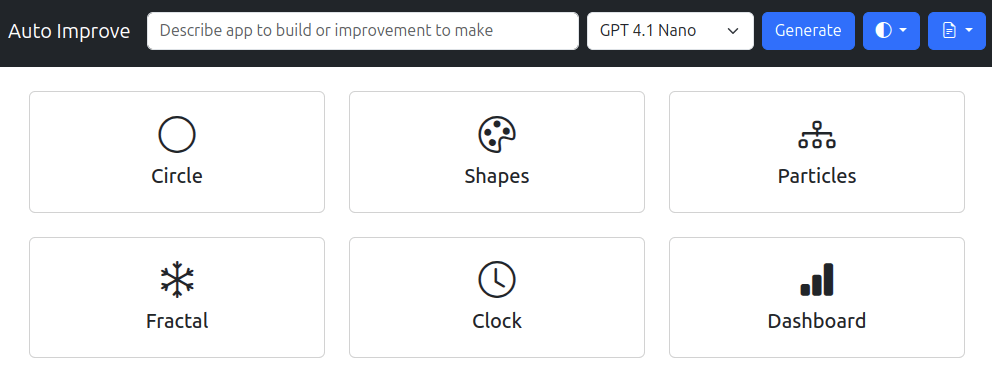 Auto Improve Describe app to build or improvement to make GPT 4.1 Nano Generate
Circle Shapes Particles
Fractal Clock Dashboard